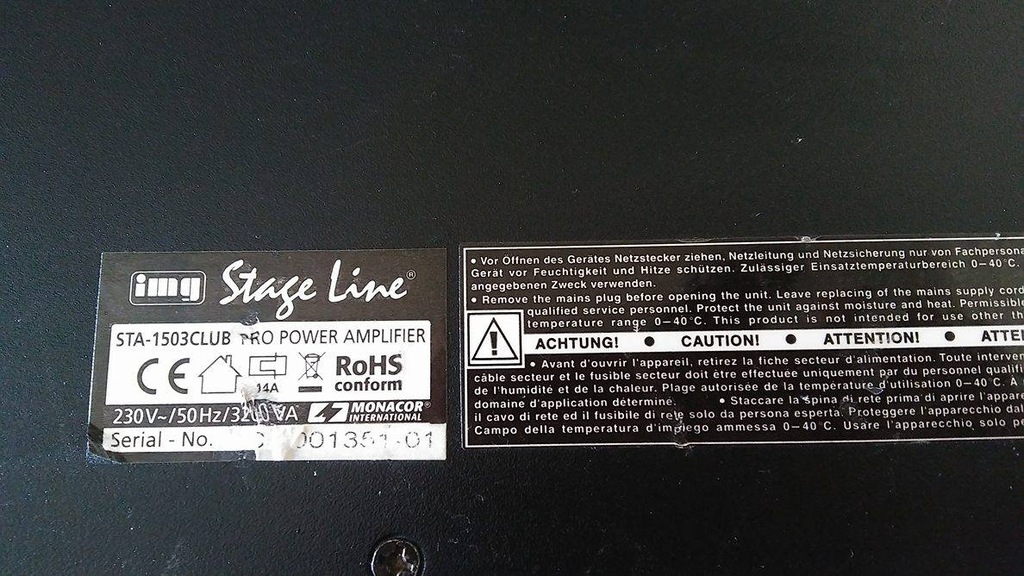 img Stage Line®
STA-1503CLUB PRO POWER AMPLIFIER
CE RoHS
conform
230V~/50Hz/ VA MONACOR®
INTERNATIONAL
Serial - No. 001351-01
• Vor Öffnen des Gerätes Netzstecker ziehen, Netzleitung und Netzsicherung nur von Fachpersona
Gerät vor Feuchtigkeit und Hitze schützen. Zulässiger Einsatztemperaturbereich 0–40°C.
angegebenen Zweck verwenden.
• Remove the mains plug before opening the unit. Leave replacing of the mains supply cord
qualified service personnel. Protect the unit against moisture and heat. Permissibl
temperature range 0–40°C. This product is not intended for use other th
ACHTUNG! • CAUTION! • ATTENTION! • ATTE
• Avant d'ouvrir l'appareil, retirez la fiche secteur d'alimentation. Toute interven
câble secteur et le fusible secteur doit être effectuée uniquement par du personnel qualifi
de l'humidité et de la chaleur. Plage autorisée de la température d'utilisation 0–40°C. À
domaine d'application déterminé. • Staccare la spina di rete prima di aprire l'appare
il cavo di rete ed il fusibile di rete solo da persona esperta. Proteggere l'apparecchio dal
Campo della temperatura d'impiego ammessa 0–40°C. Usare l'apparecchio solo pe